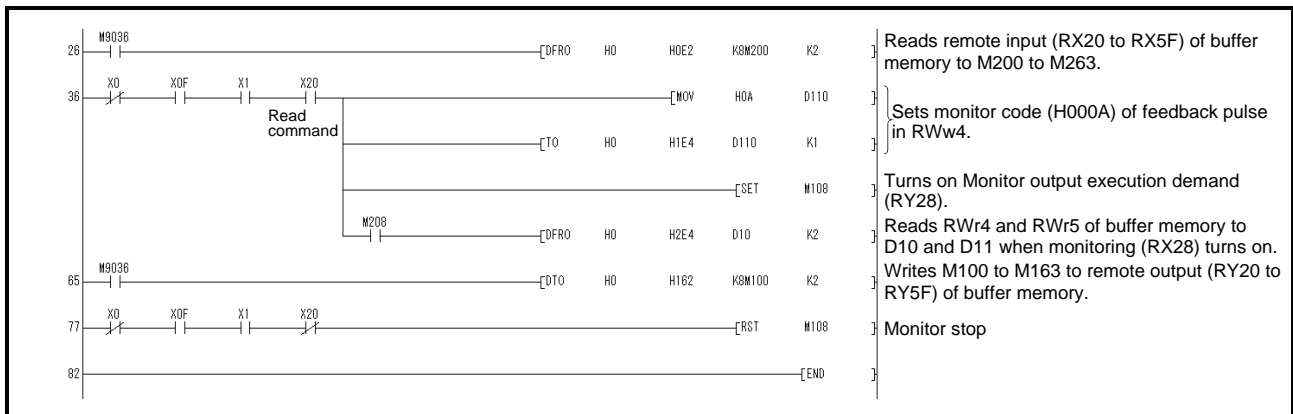 M9036
26 [DFRO H0 H0E2 K8M200 K2 ]
Reads remote input (RX20 to RX5F) of buffer
memory to M200 to M263.
X0 X0F X1 X20
36 [MOV H0A D110 ]
Read
command
Sets monitor code (H000A) of feedback pulse
in RWw4.
[TO H0 H1E4 D110 K1 ]
[SET M108 ]
Turns on Monitor output execution demand
(RY28).
M208
[DFRO H0 H2E4 D10 K2 ]
Reads RWr4 and RWr5 of buffer memory to
D10 and D11 when monitoring (RX28) turns on.
M9036
65 [DTO H0 H162 K8M100 K2 ]
Writes M100 to M163 to remote output (RY20 to
RY5F) of buffer memory.
X0 X0F X1 X20
77 [RST M108 ]
Monitor stop
82 [END ]